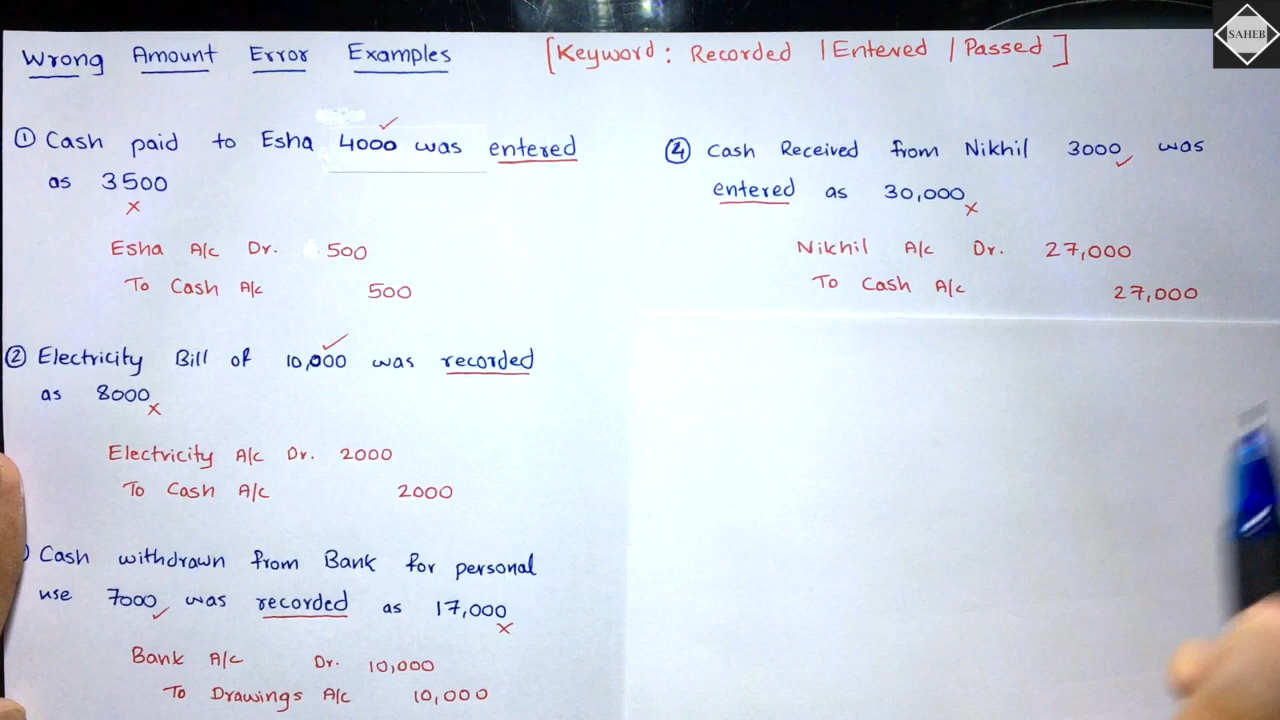 Wrong Amount Error Examples [Keyword: Recorded | Entered | Passed]
SAHEB
① Cash paid to Esha 4000 was entered
as 3500
Esha A/c Dr. 500
To Cash A/c 500
② Electricity Bill of 10,000 was recorded
as 8000
Electricity A/c Dr. 2000
To Cash A/c 2000
) Cash withdrawn from Bank for personal
use 7000 was recorded as 17,000
Bank A/c Dr. 10,000
To Drawings A/c 10,000
④ Cash Received from Nikhil 3000 was
entered as 30,000
Nikhil A/c Dr. 27,000
To Cash A/c 27,000